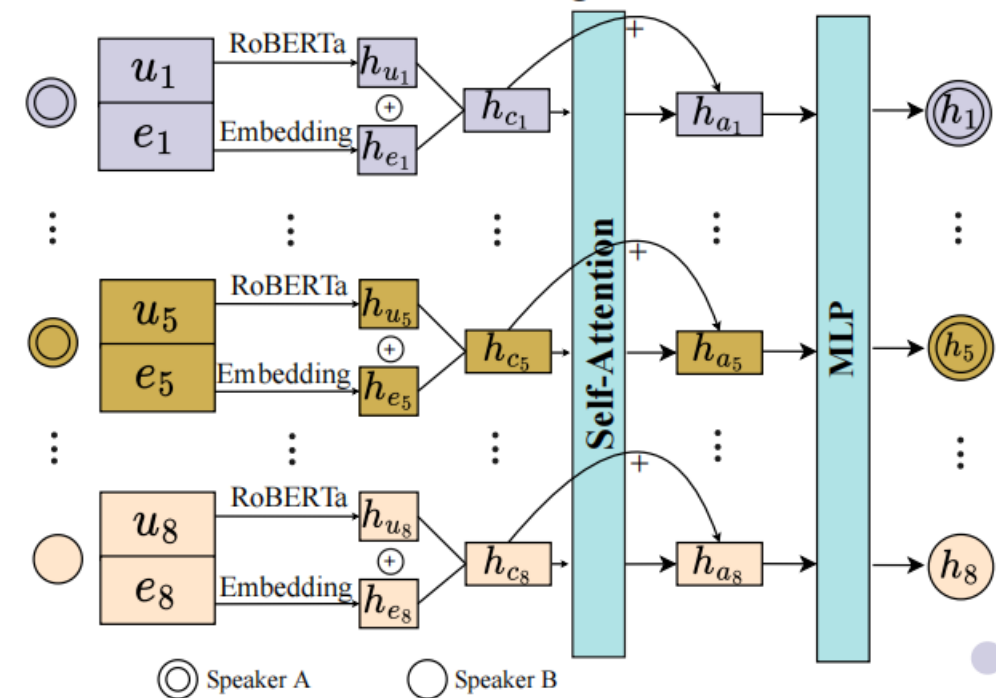 RoBERTa
u1 hu1
+
⊕ hc1 ha1 h1
e1 Embedding he1
RoBERTa
u5 hu5
+
⊕ hc5 ha5 h5
e5 Embedding he5
Self-Attention
MLP
RoBERTa
u8 hu8
+
⊕ hc8 ha8 h8
e8 Embedding he8
Speaker A Speaker B